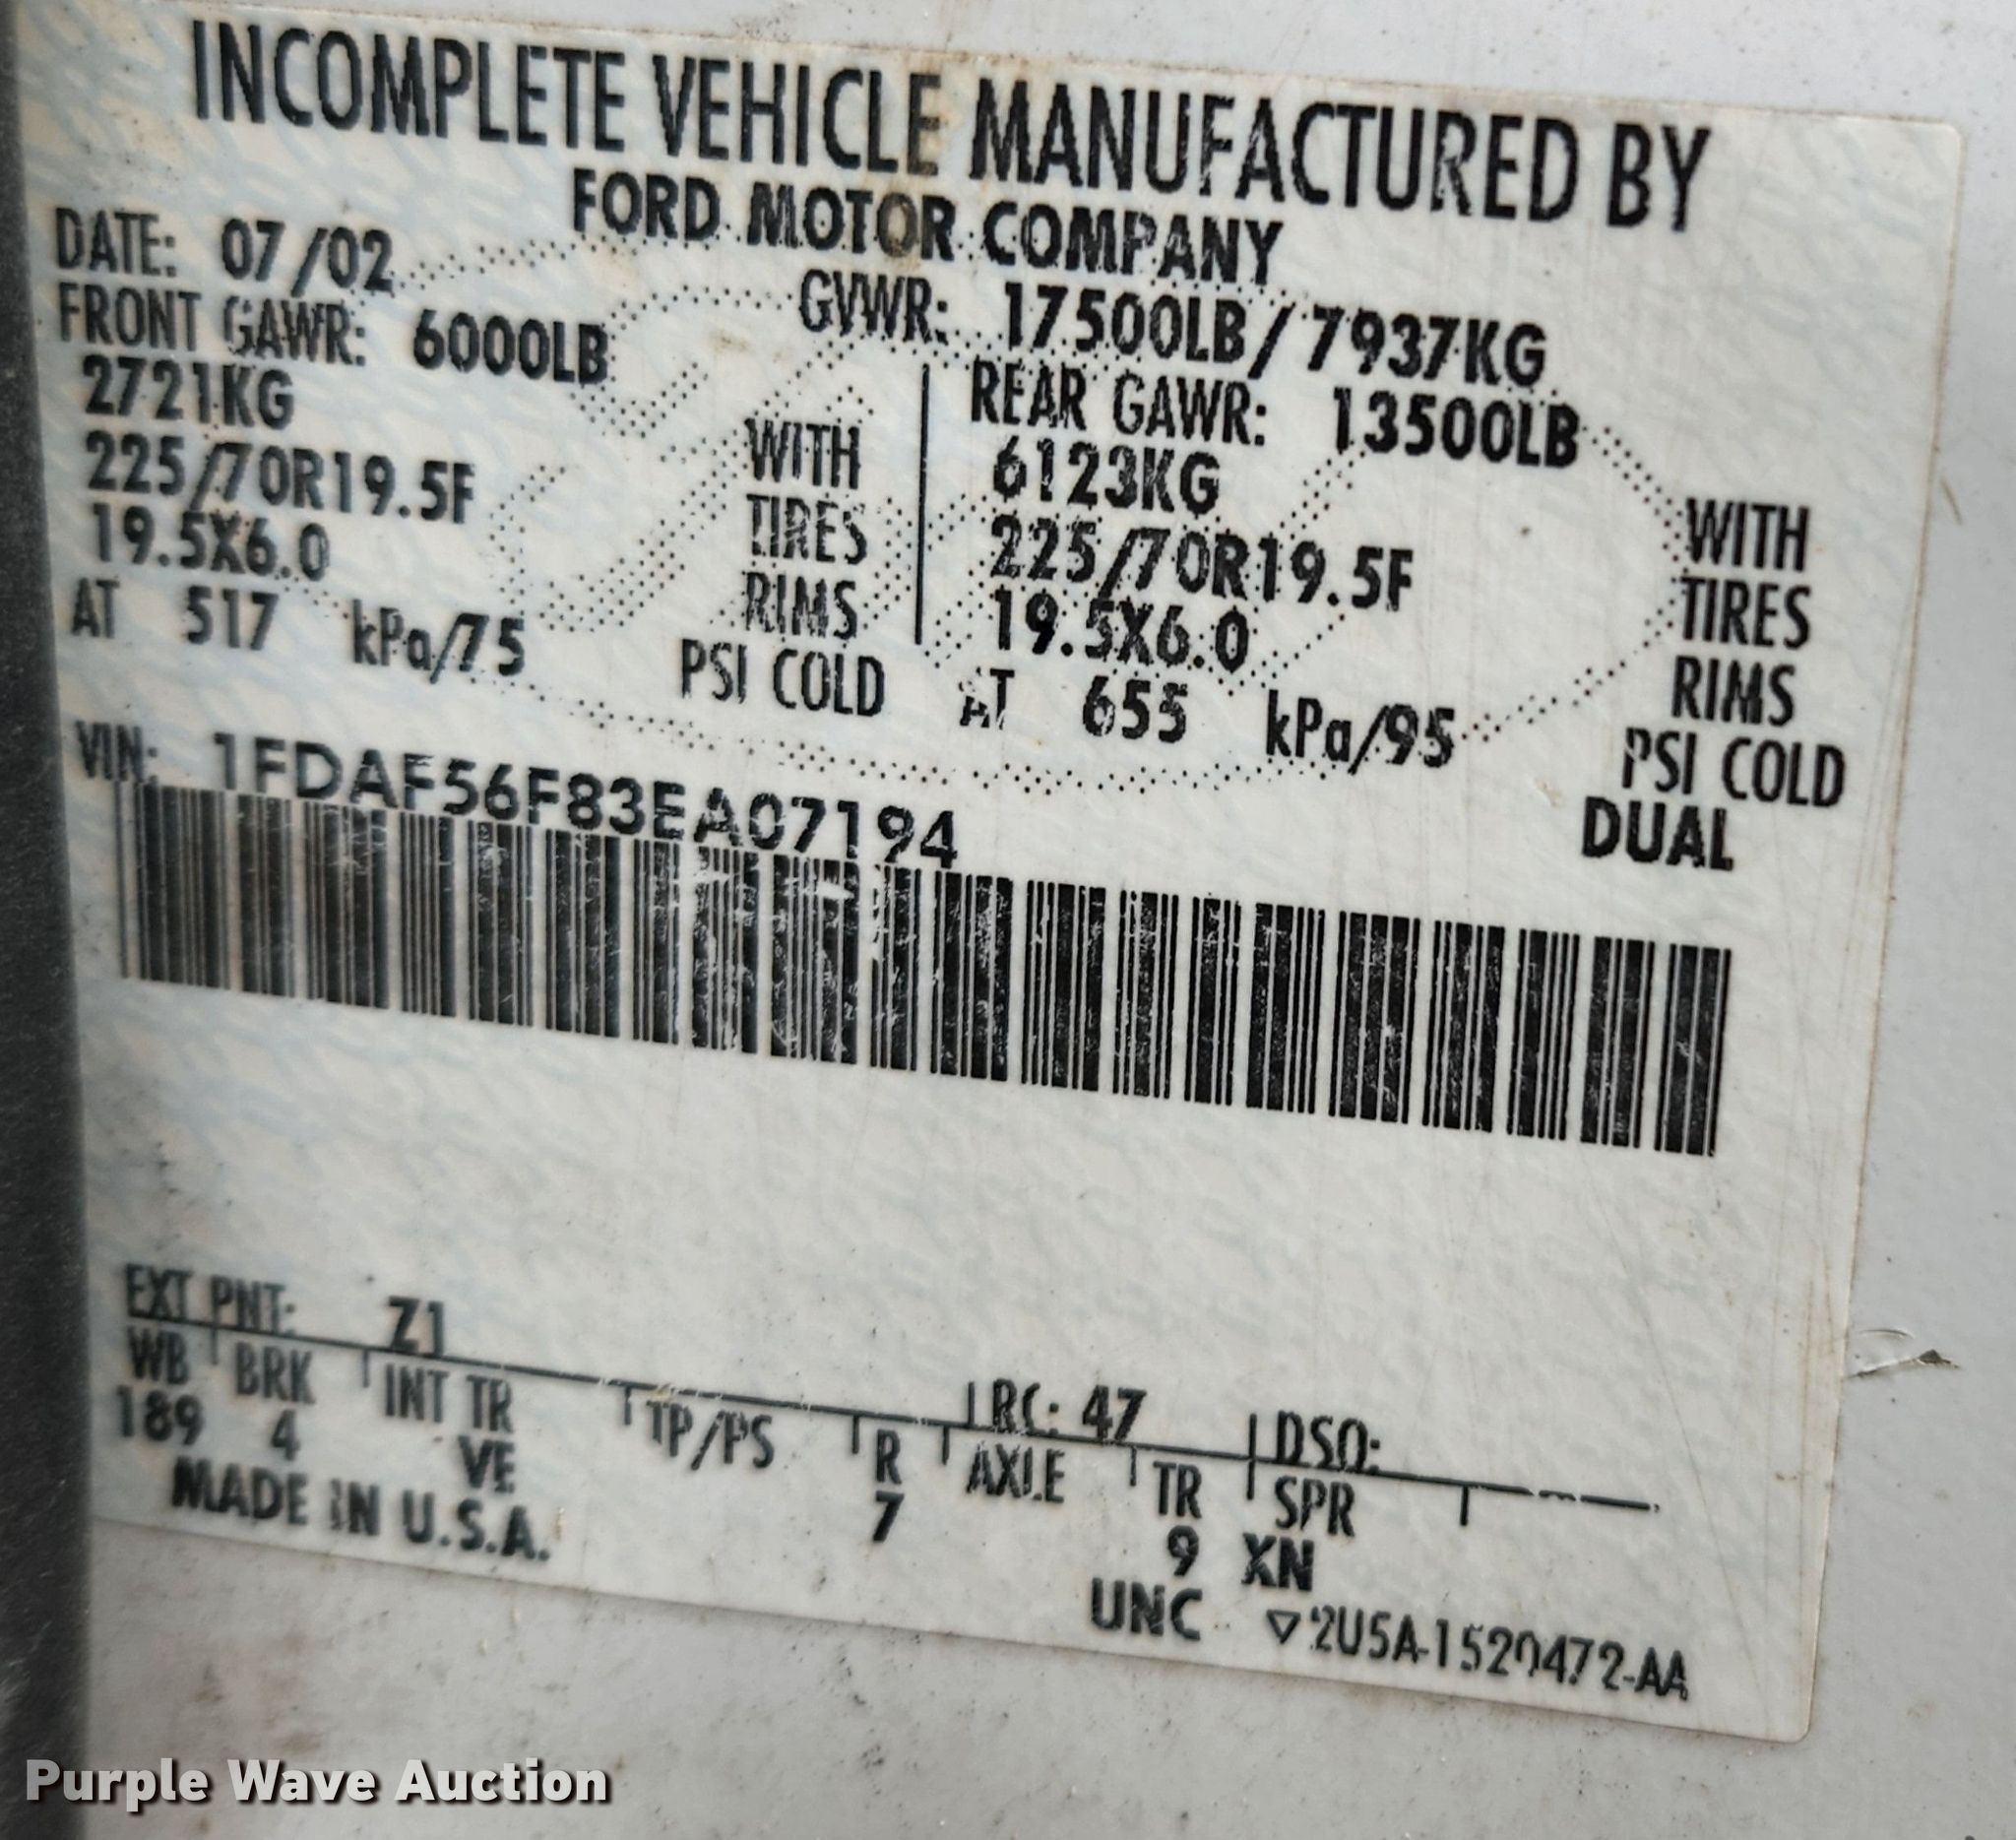 INCOMPLETE VEHICLE MANUFACTURED BY
FORD MOTOR COMPANY
DATE: 07/02
GVWR: 17500LB/7937KG
FRONT GAWR: 6000LB
2721KG
WITH
225/70R19.5F
TIRES
19.5X6.0
RIMS
AT 517 kPa/75
PSI COLD
REAR GAWR: 13500LB
6123KG
WITH
225/70R19.5F
TIRES
19.5X6.0
RIMS
AT 655 kPa/95
PSI COLD
DUAL
VIN: 1FDAF56F83EA07194
EXT PNT: Z1
RC: 47
DSO:
WB BRK INT TR TP/PS R AXLE TR SPR
189 4 VE 7 9 XN
MADE IN U.S.A.
UNC ▽2U5A-1520472-AA
Purple Wave Auction